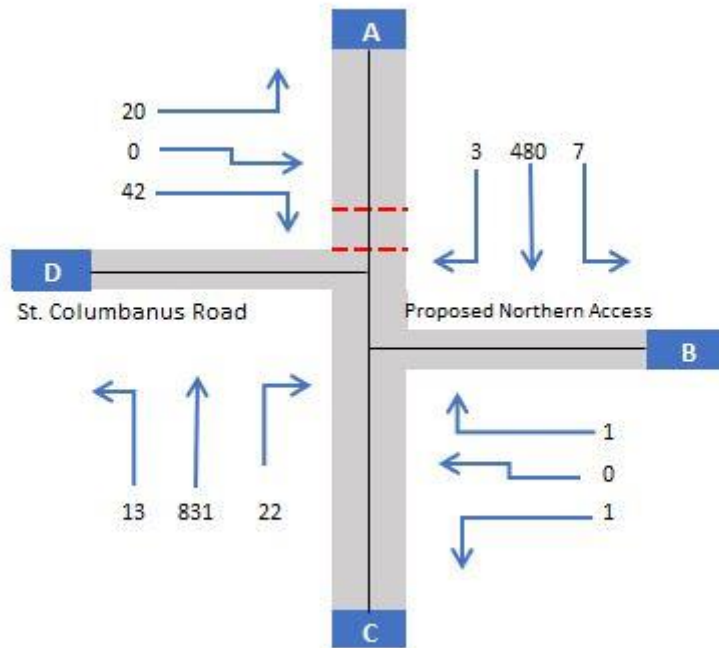 A
20
0
42
3 480 7
D
St. Columbanus Road
Proposed Northern Access
B
1
0
1
13 831 22
C